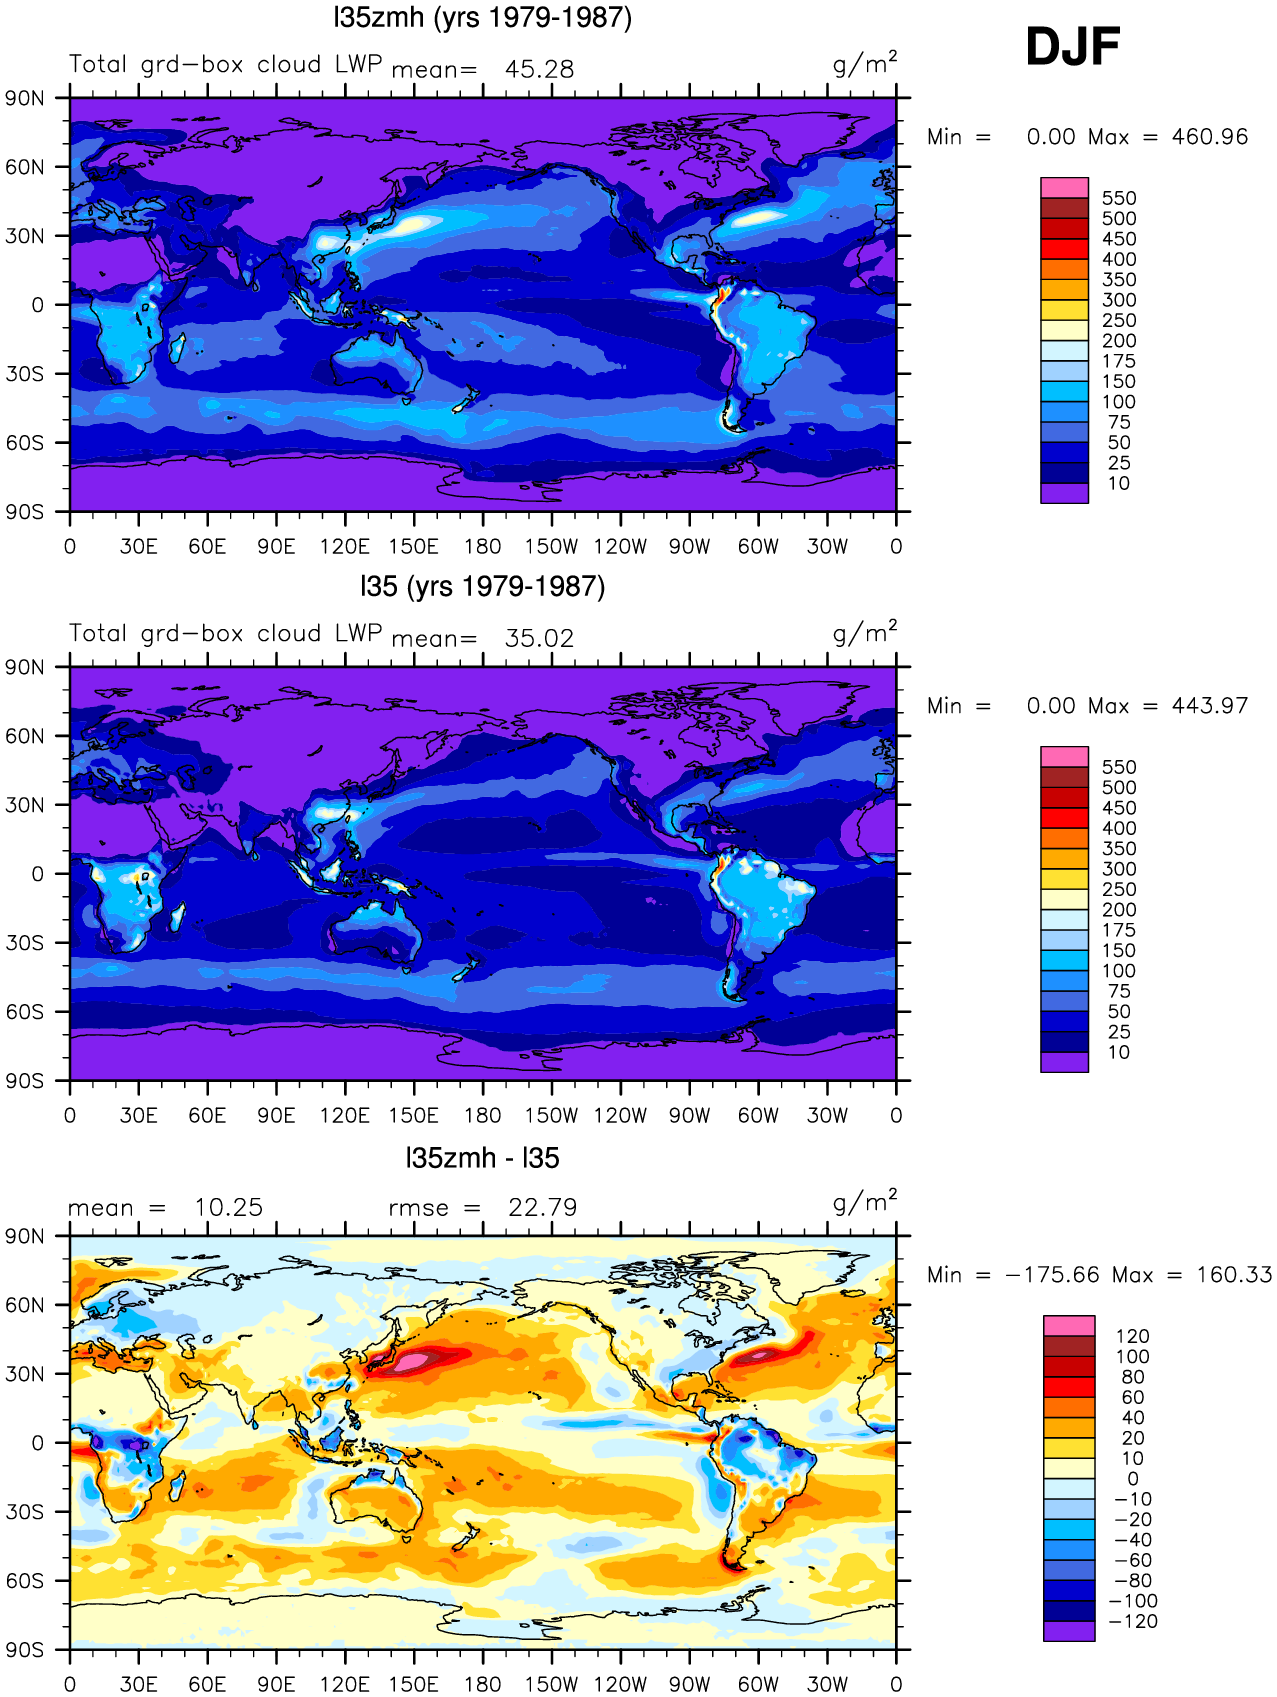 l35zmh (yrs 1979-1987)
DJF
Total grd-box cloud LWP mean= 45.28 g/m²
Min = 0.00 Max = 460.96
90N
60N
30N
0
30S
60S
90S
0 30E 60E 90E 120E 150E 180 150W 120W 90W 60W 30W 0
550
500
450
400
350
300
250
200
175
150
100
75
50
25
10
l35 (yrs 1979-1987)
Total grd-box cloud LWP mean= 35.02 g/m²
Min = 0.00 Max = 443.97
90N
60N
30N
0
30S
60S
90S
0 30E 60E 90E 120E 150E 180 150W 120W 90W 60W 30W 0
550
500
450
400
350
300
250
200
175
150
100
75
50
25
10
l35zmh - l35
mean = 10.25 rmse = 22.79 g/m²
Min = -175.66 Max = 160.33
90N
60N
30N
0
30S
60S
90S
0 30E 60E 90E 120E 150E 180 150W 120W 90W 60W 30W 0
120
100
80
60
40
20
10
0
-10
-20
-40
-60
-80
-100
-120